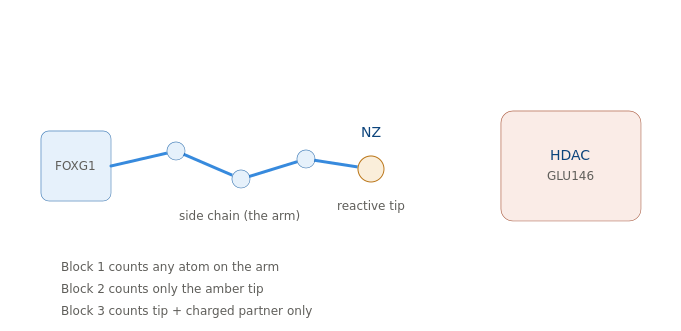 NZ
FOXG1
HDAC
GLU146
side chain (the arm)
reactive tip
Block 1 counts any atom on the arm
Block 2 counts only the amber tip
Block 3 counts tip + charged partner only